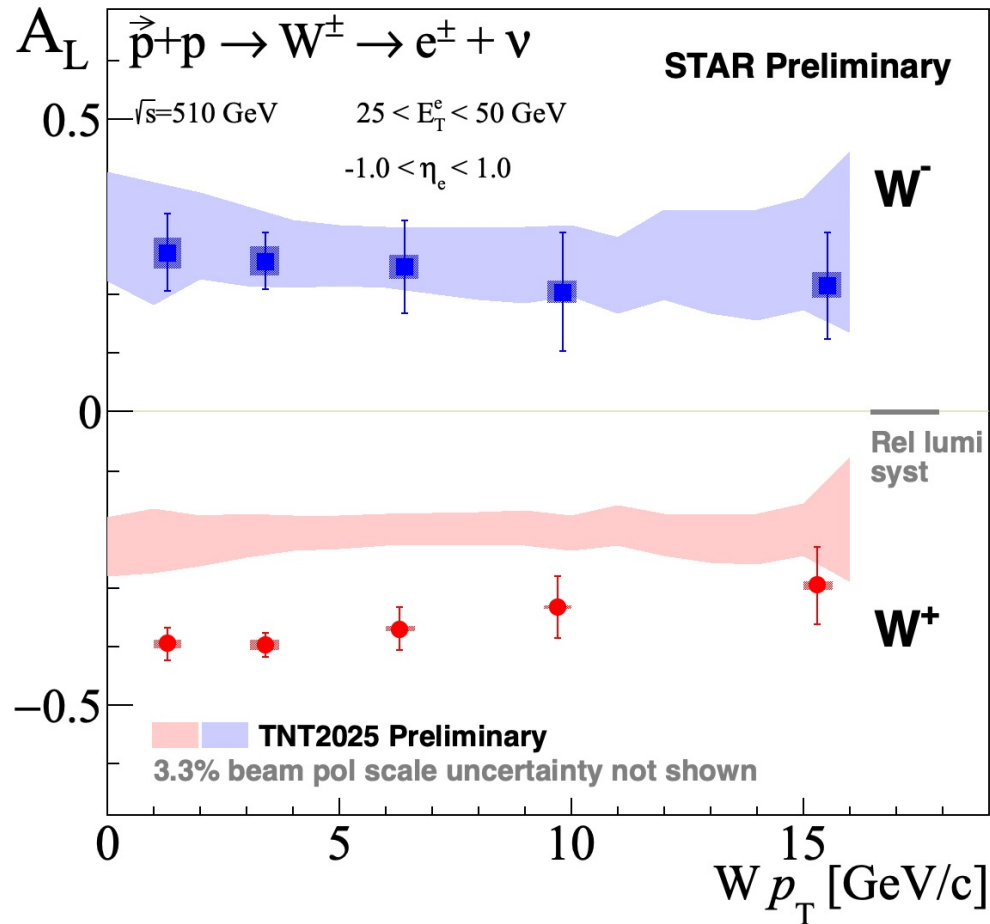 A_L
p⃗+p → W^± → e^± + ν
STAR Preliminary
√s=510 GeV
25 < E_T^e < 50 GeV
-1.0 < η_e < 1.0
0.5
W^-
0
Rel lumi
syst
W^+
−0.5
TNT2025 Preliminary
3.3% beam pol scale uncertainty not shown
0 5 10 15
W p_T [GeV/c]